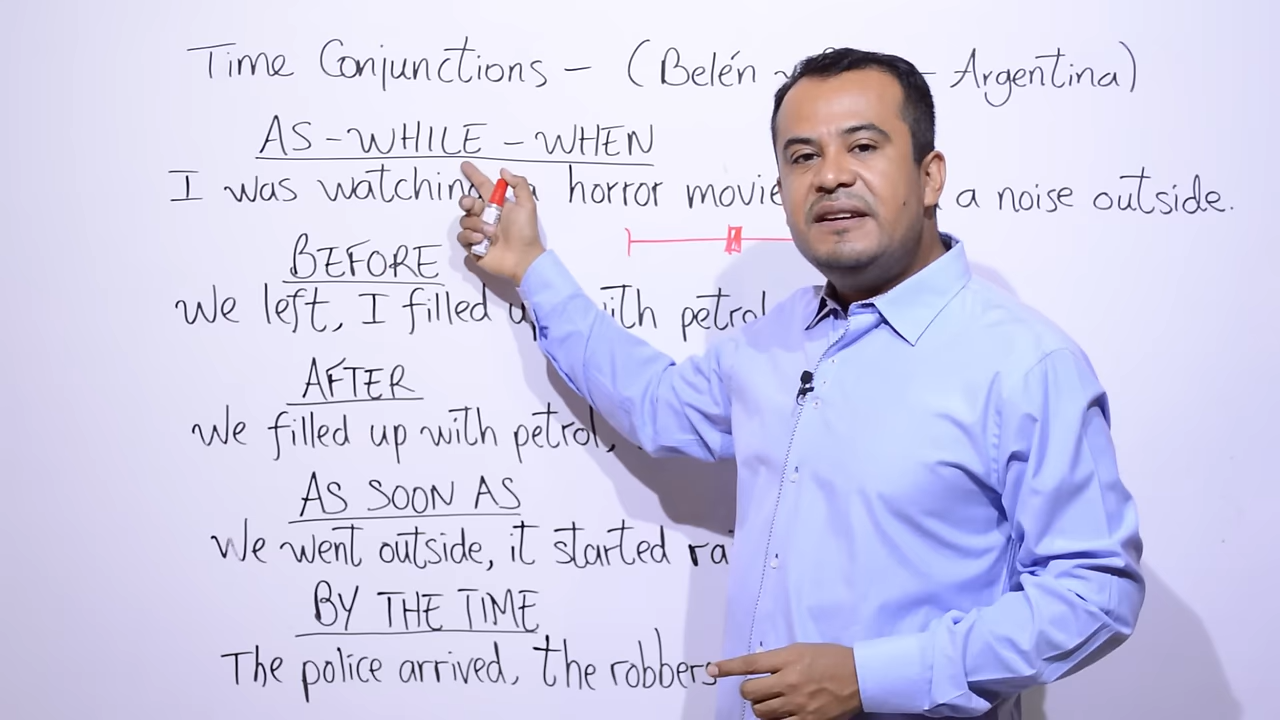 Time Conjunctions - (Belén - Argentina)
AS - WHILE - WHEN
I was watching a horror movie a noise outside.
BEFORE
We left, I filled with petrol
AFTER
We filled up with petrol,
AS SOON AS
We went outside, it started
BY THE TIME
The police arrived, the robbers